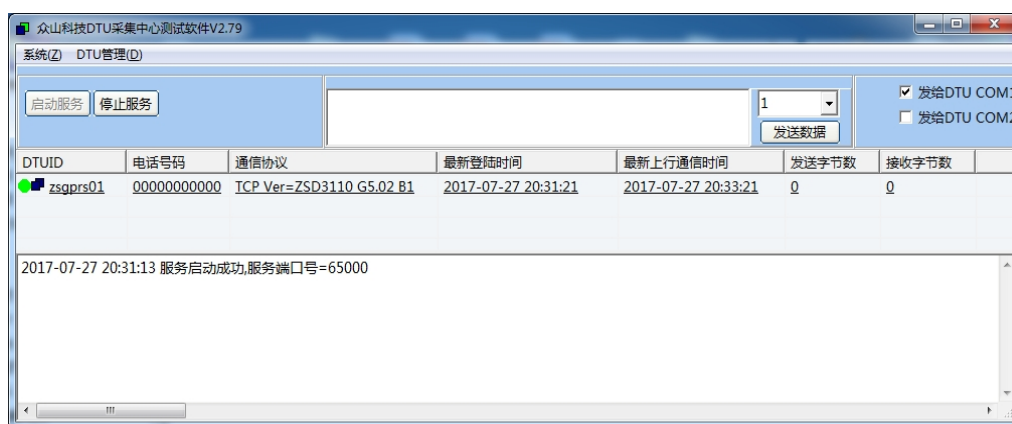 众山科技DTU采集中心测试软件V2.79
系统(Z) DTU管理(D)
启动服务 停止服务 1 发送数据
发给DTU COM1
发给DTU COM2
DTUID 电话号码 通信协议 最新登陆时间 最新上行通信时间 发送字节数 接收字节数
zsgprs01 00000000000 TCP Ver=ZSD3110 G5.02 B1 2017-07-27 20:31:21 2017-07-27 20:33:21 0 0
2017-07-27 20:31:13 服务启动成功,服务端口号=65000